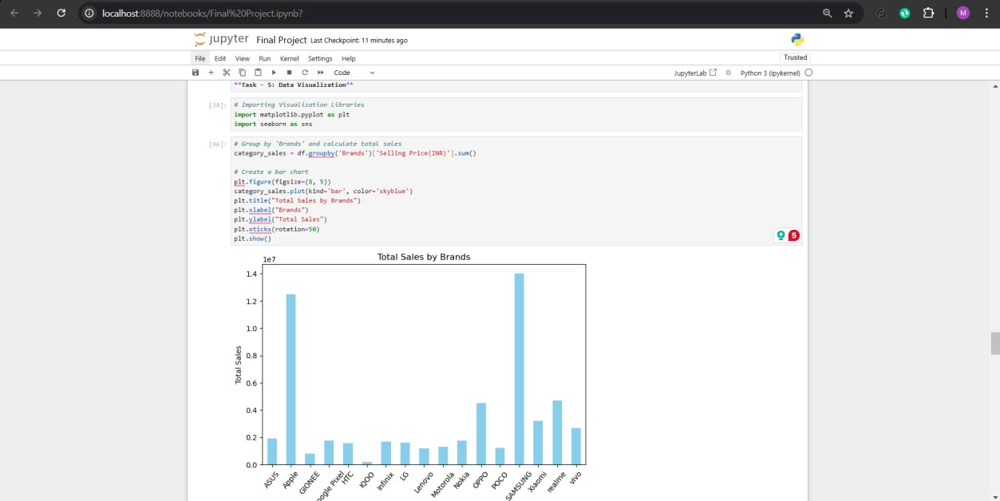 localhost:8888/notebooks/Final%20Project.ipynb?
M
jupyter Final Project Last Checkpoint: 11 minutes ago
File Edit View Run Kernel Settings Help
Trusted
Code
JupyterLab
Python 3 (ipykernel)
**Task - 5: Data Visualization**
[38]:
# Importing Visualization Libraries
import matplotlib.pyplot as plt
import seaborn as sns
[86]:
# Group by 'Brands' and calculate total sales
category_sales = df.groupby('Brands')['Selling Price(INR)'].sum()
# Create a bar chart
plt.figure(figsize=(8, 5))
category_sales.plot(kind='bar', color='skyblue')
plt.title("Total Sales by Brands")
plt.xlabel("Brands")
plt.ylabel("Total Sales")
plt.xticks(rotation=50)
plt.show()
5
Total Sales by Brands
1e7
1.4
1.2
1.0
0.8
0.6
0.4
0.2
0.0
Total Sales
ASUS
Apple
GIONEE
Pixel
HTC
IQOO
Infinix
LG
Lenovo
Motorola
Nokia
OPPO
POCO
SAMSUNG
Xiaomi
realme
vivo